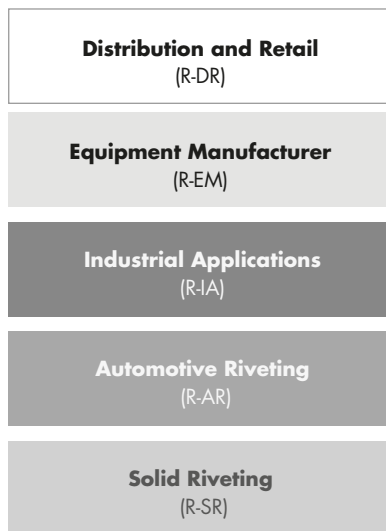 Distribution and Retail
(R-DR)
Equipment Manufacturer
(R-EM)
Industrial Applications
(R-IA)
Automotive Riveting
(R-AR)
Solid Riveting
(R-SR)